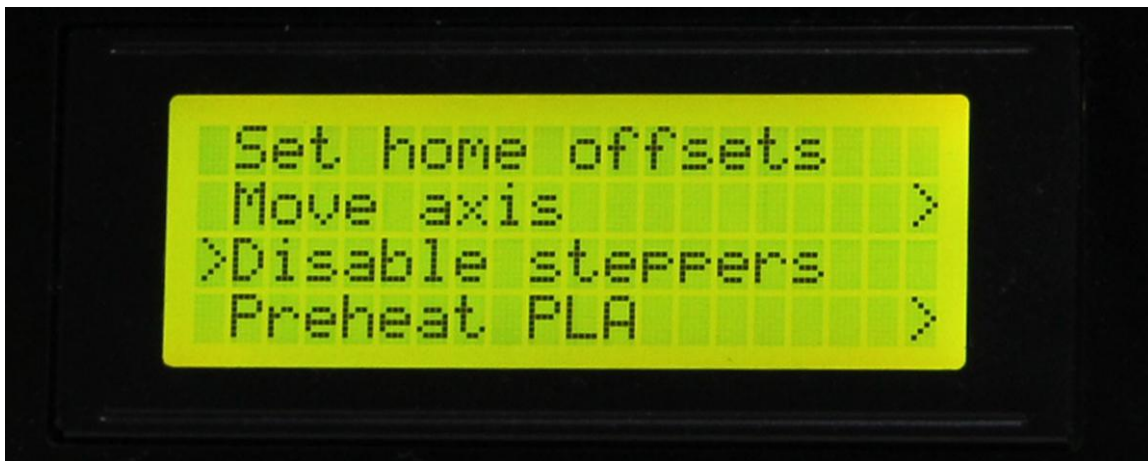 Set home offsets
Move axis >
>Disable steppers
Preheat PLA >